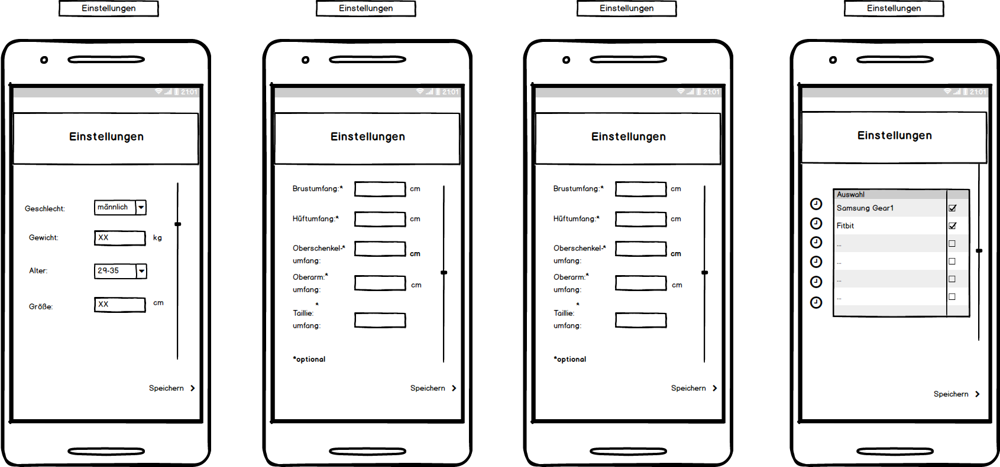 Einstellungen
Einstellungen
Einstellungen
Einstellungen
21:01
Einstellungen
Geschlecht: männlich
Gewicht: XX kg
Alter: 29-35
Größe: XX cm
Speichern
21:01
Einstellungen
Brustumfang:* cm
Hüftumfang:* cm
Oberschenkel-*
umfang: cm
Oberarm:*
umfang: cm
*
Taillie:
umfang:
*optional
Speichern
21:01
Einstellungen
Brustumfang:* cm
Hüftumfang:* cm
Oberschenkel-*
umfang: cm
Oberarm:*
umfang: cm
*
Taillie:
umfang:
*optional
Speichern
21:01
Einstellungen
Auswahl
Samsung Gear1
Fitbit
...
...
...
...
Speichern